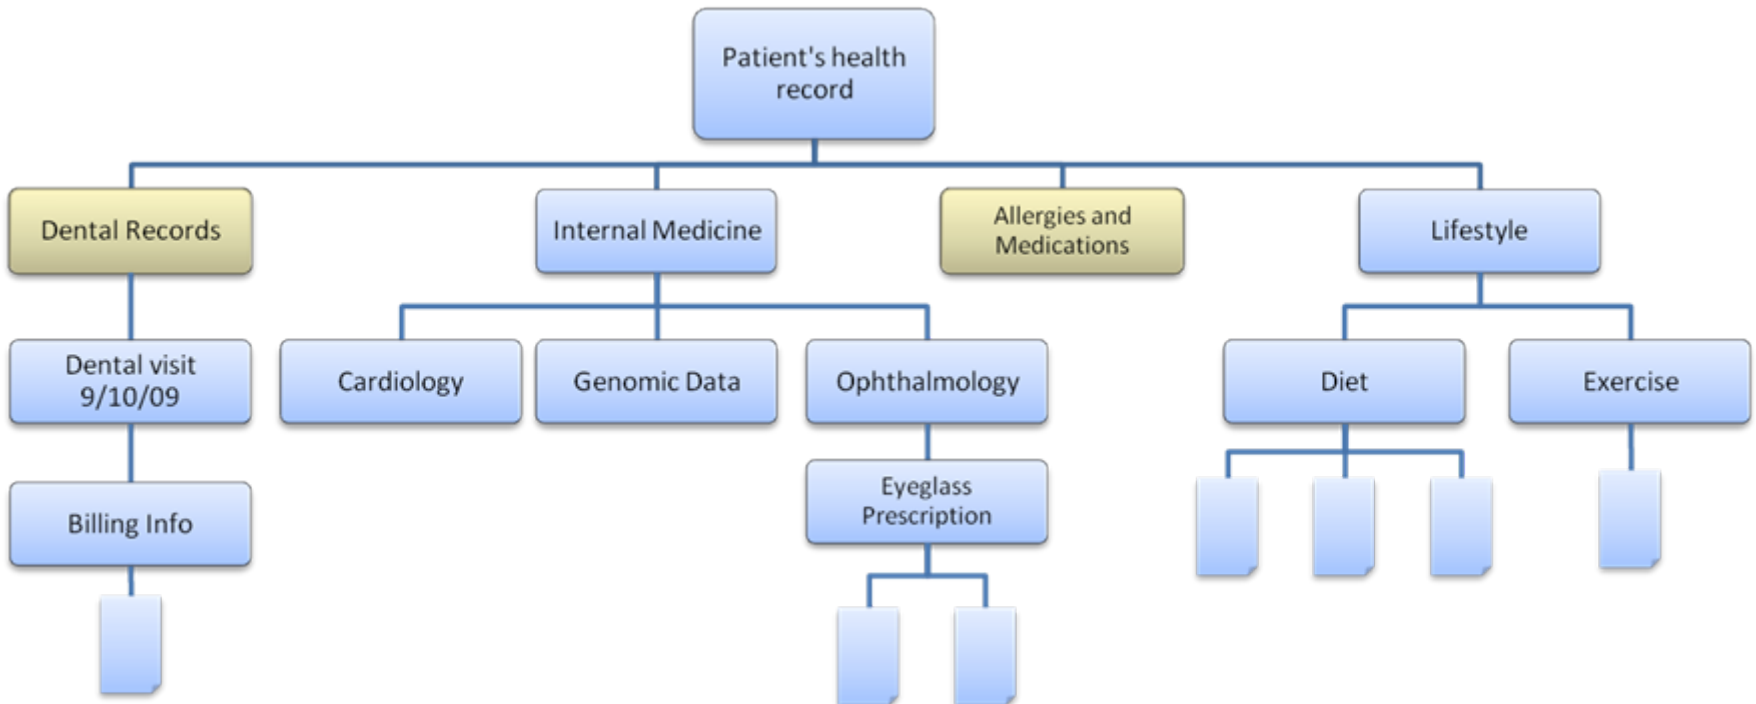 Patient's health
record
Dental Records
Internal Medicine
Allergies and
Medications
Lifestyle
Dental visit
9/10/09
Cardiology
Genomic Data
Ophthalmology
Diet
Exercise
Billing Info
Eyeglass
Prescription